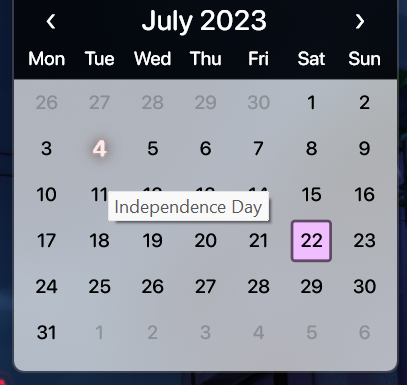 ‹ July 2023 ›
Mon Tue Wed Thu Fri Sat Sun
26 27 28 29 30 1 2
3 4 5 6 7 8 9
10 11 15 16
Independence Day
17 18 19 20 21 22 23
24 25 26 27 28 29 30
31 1 2 3 4 5 6